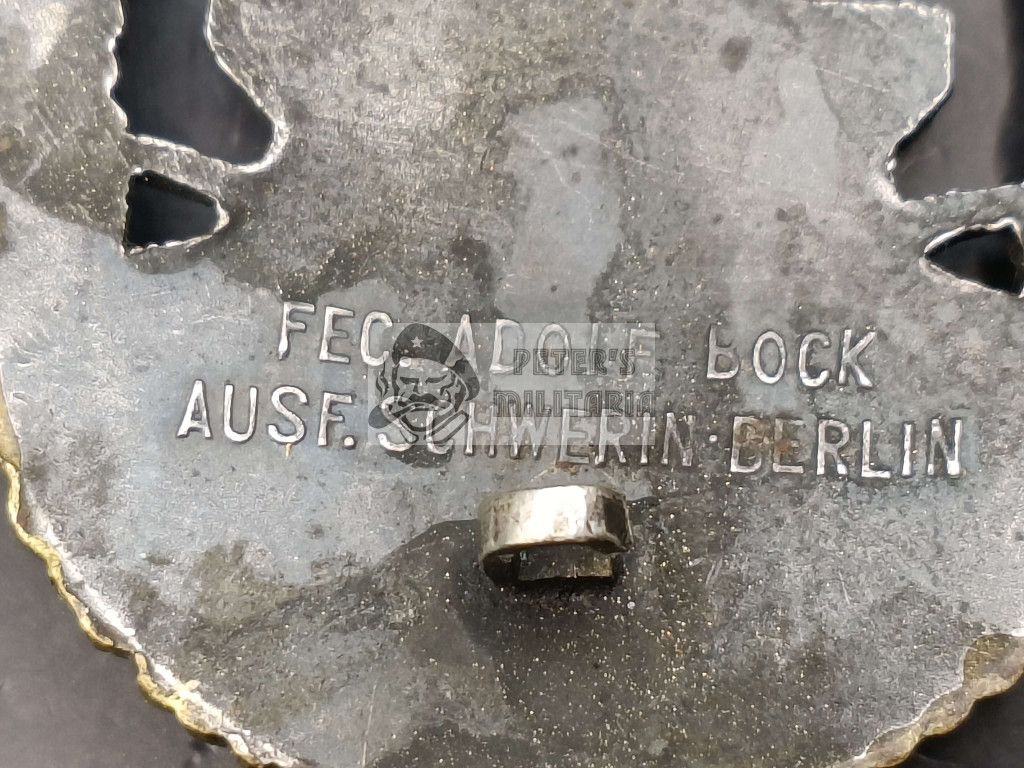 FEC. ADOLF BOCK
AUSF. SCHWERIN·BERLIN
PETER'S
MILITARIA